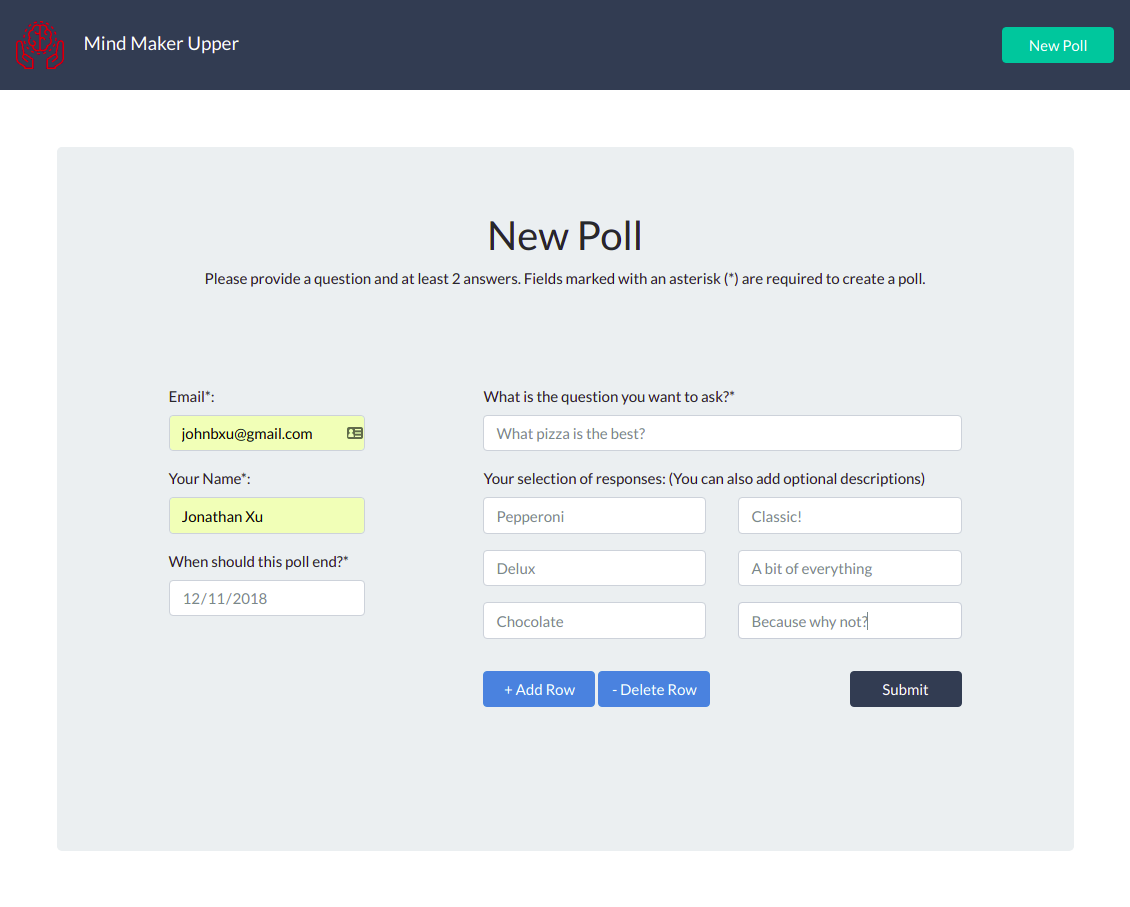 Mind Maker Upper
New Poll
New Poll
Please provide a question and at least 2 answers. Fields marked with an asterisk (*) are required to create a poll.
Email*:
johnbxu@gmail.com
Your Name*:
Jonathan Xu
When should this poll end?*
12/11/2018
What is the question you want to ask?*
What pizza is the best?
Your selection of responses: (You can also add optional descriptions)
Pepperoni
Classic!
Delux
A bit of everything
Chocolate
Because why not?
+ Add Row
- Delete Row
Submit